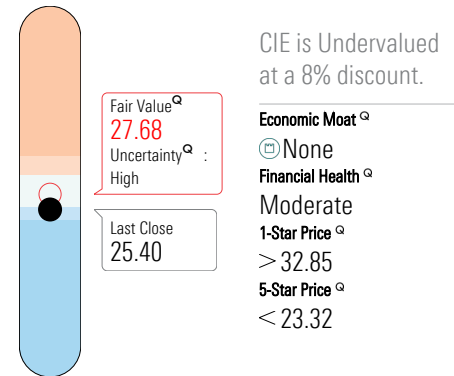 Fair Value Q
27.68
Uncertainty Q :
High
Last Close
25.40
CIE is Undervalued
at a 8% discount.
Economic Moat Q
None
Financial Health Q
Moderate
1-Star Price Q
>32.85
5-Star Price Q
<23.32